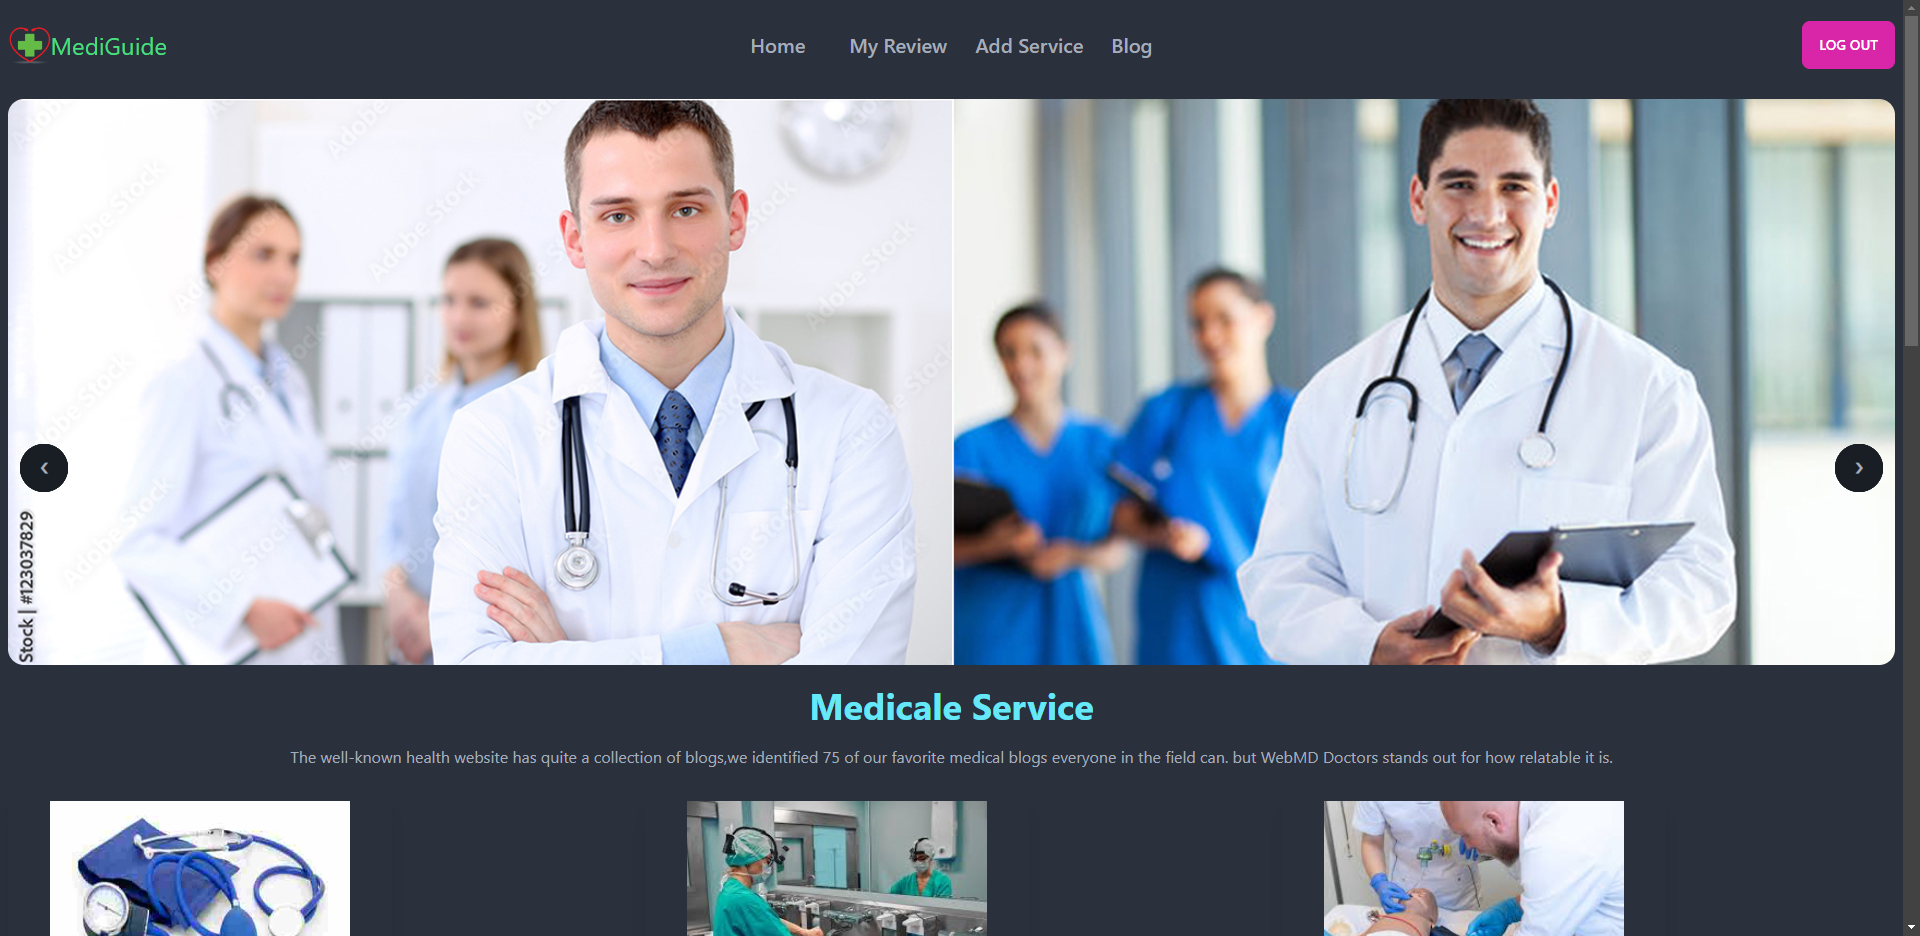 MediGuide
Home
My Review
Add Service
Blog
LOG OUT
Adobe Stock
Stock | #123037829
‹
›
Medicale Service
The well-known health website has quite a collection of blogs,we identified 75 of our favorite medical blogs everyone in the field can. but WebMD Doctors stands out for how relatable it is.